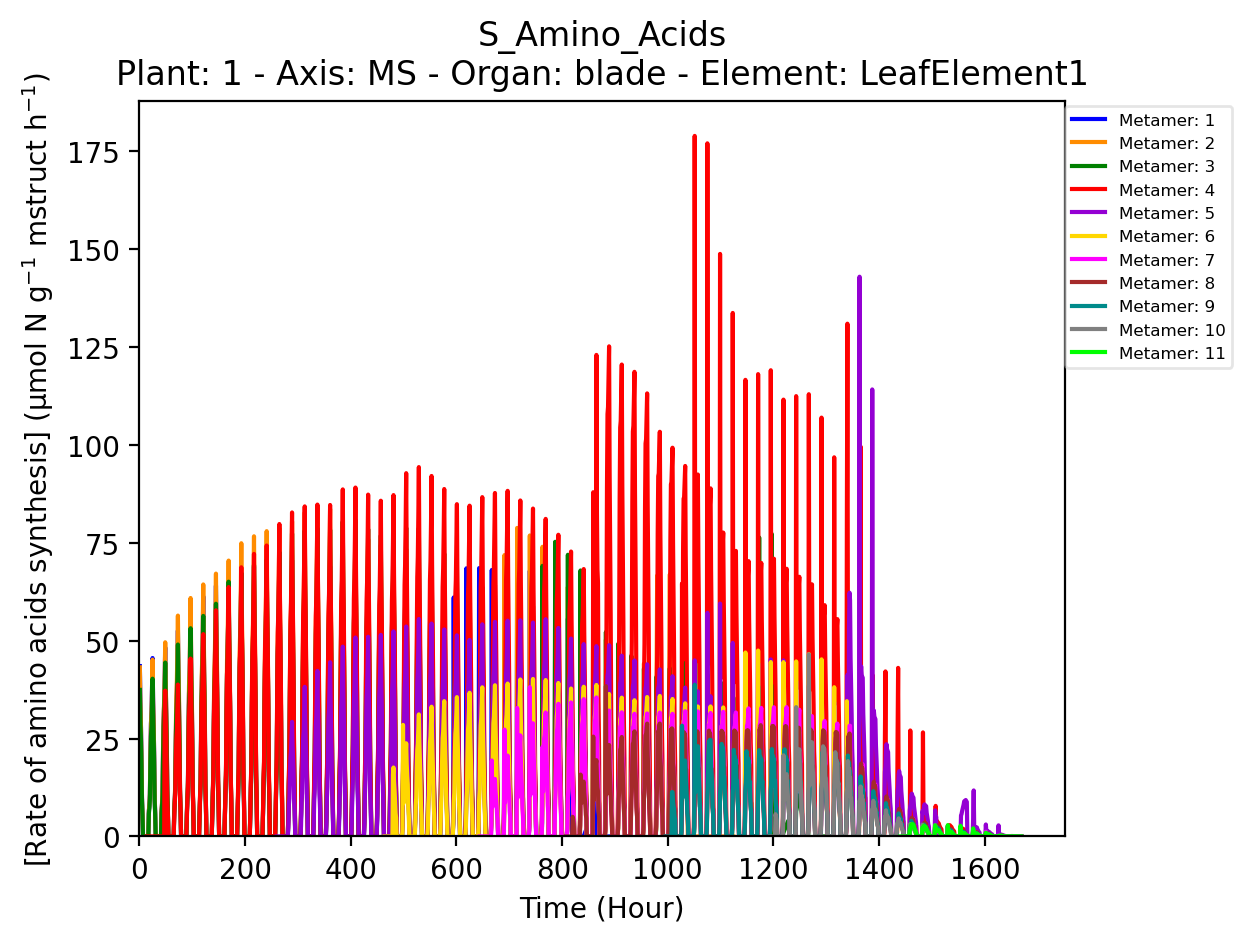 S_Amino_Acids
Plant: 1 - Axis: MS - Organ: blade - Element: LeafElement1
[Rate of amino acids synthesis] (µmol N g⁻¹ mstruct h⁻¹)
175
150
125
100
75
50
25
0
0 200 400 600 800 1000 1200 1400 1600
Time (Hour)
Metamer: 1
Metamer: 2
Metamer: 3
Metamer: 4
Metamer: 5
Metamer: 6
Metamer: 7
Metamer: 8
Metamer: 9
Metamer: 10
Metamer: 11